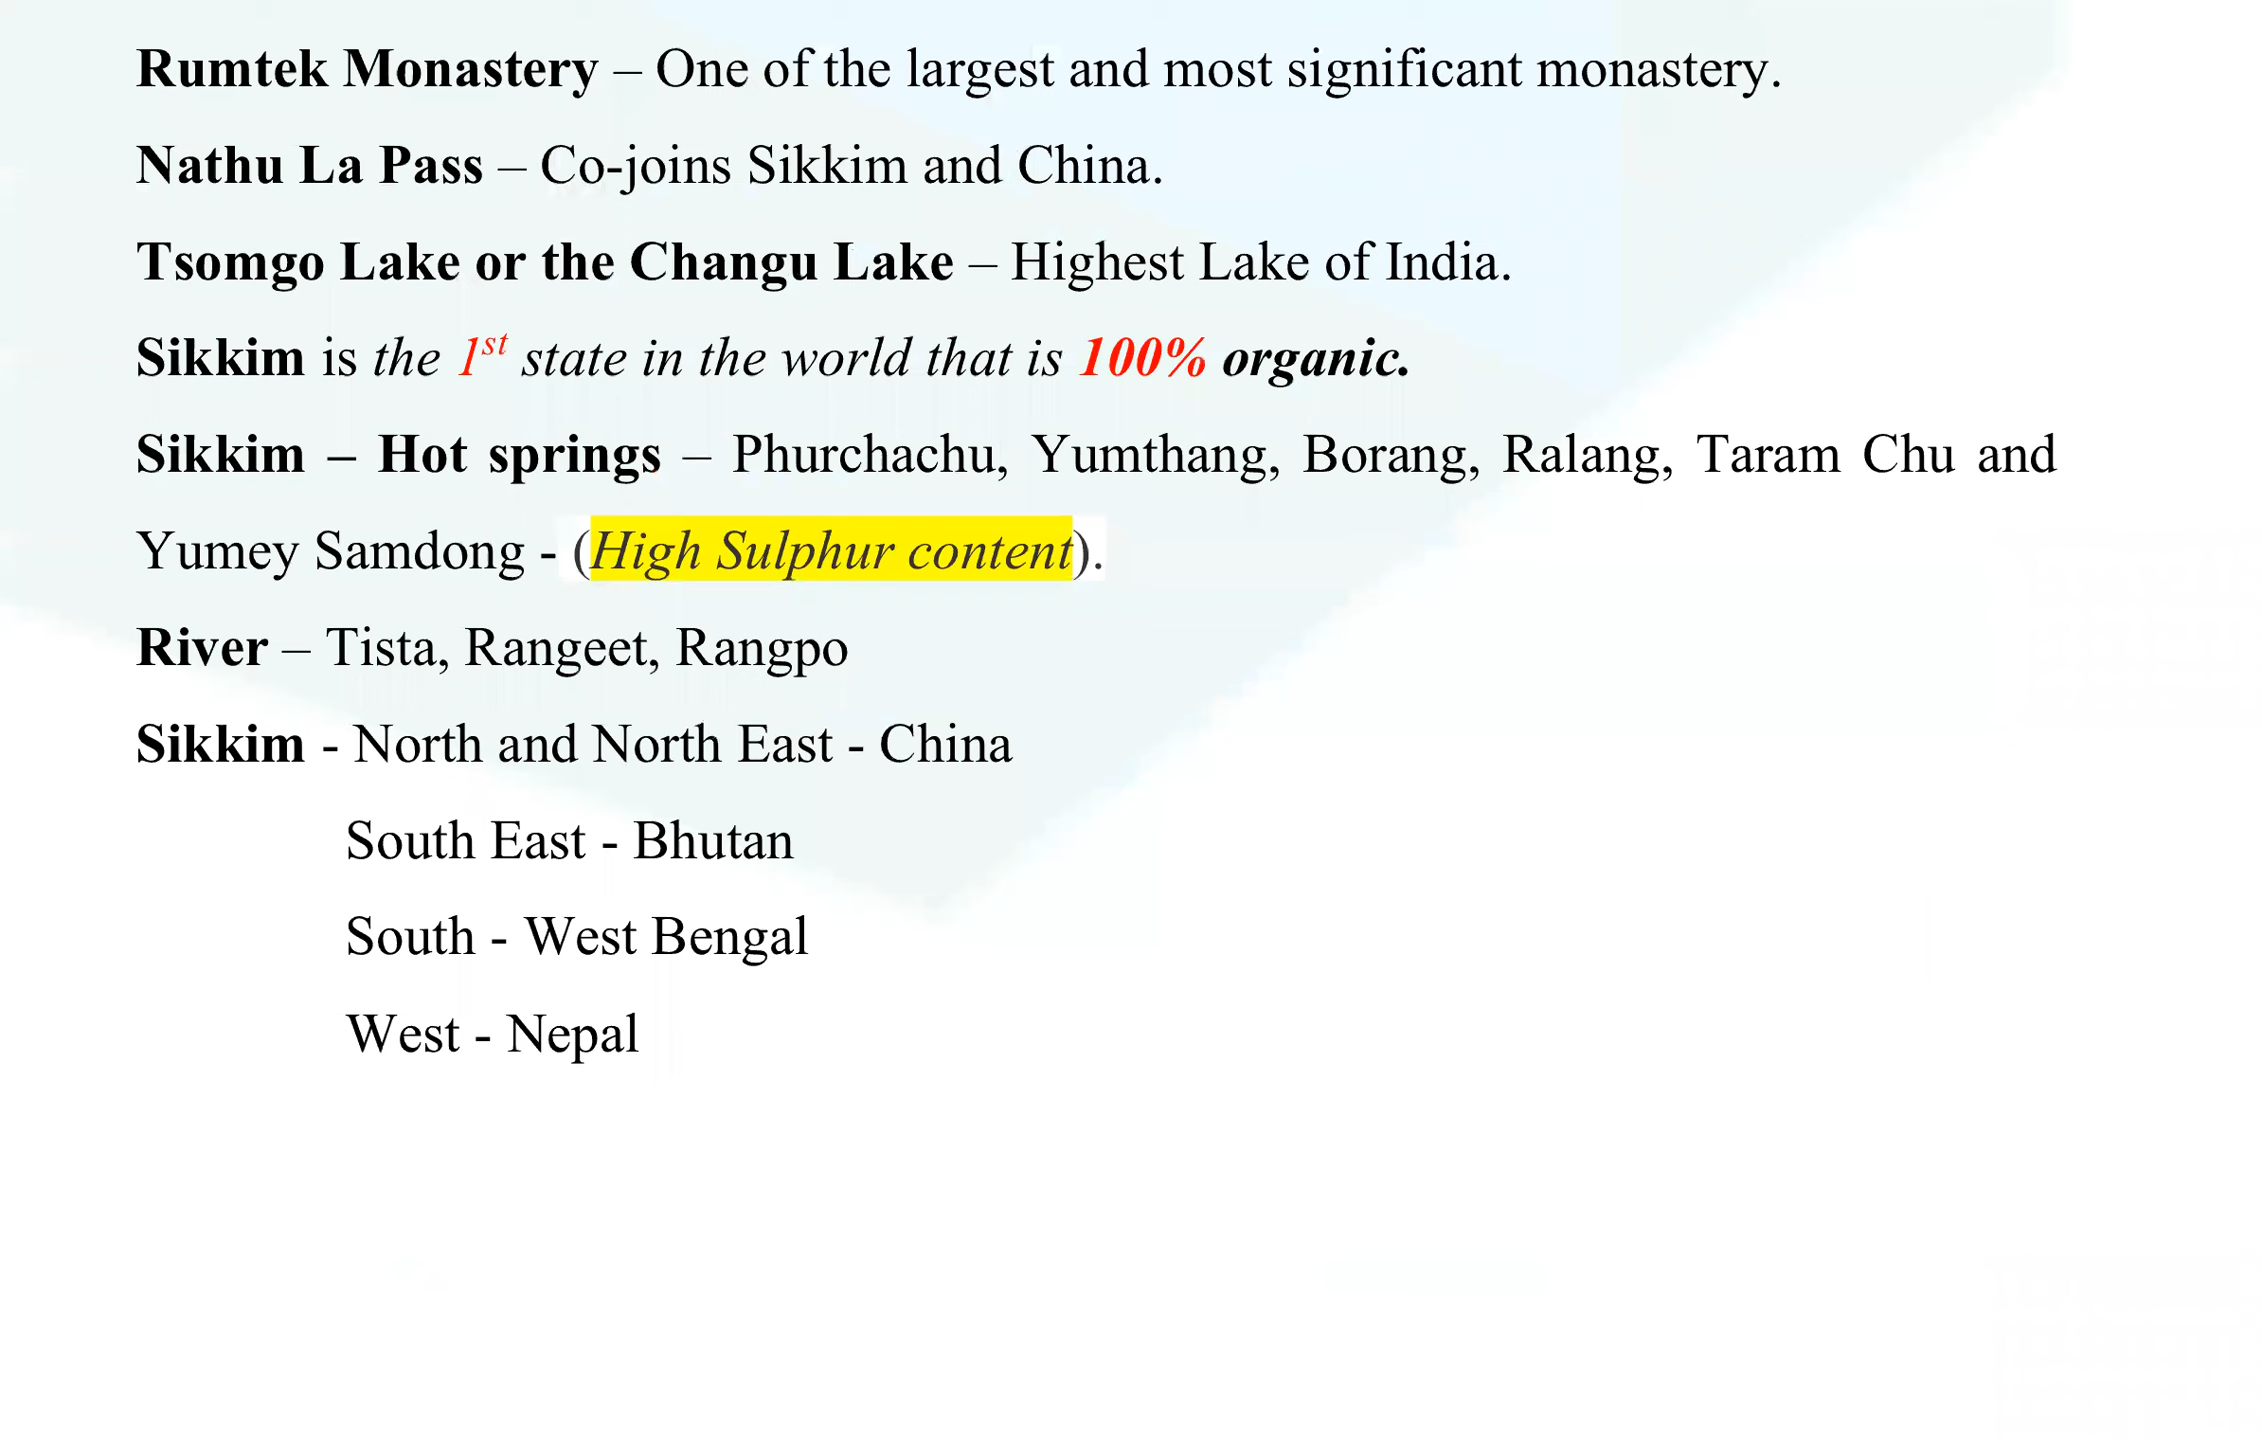 Rumtek Monastery – One of the largest and most significant monastery.
Nathu La Pass – Co-joins Sikkim and China.
Tsomgo Lake or the Changu Lake – Highest Lake of India.
Sikkim is the 1st state in the world that is 100% organic.
Sikkim – Hot springs – Phurchachu, Yumthang, Borang, Ralang, Taram Chu and
Yumey Samdong - (High Sulphur content).
River – Tista, Rangeet, Rangpo
Sikkim - North and North East - China
South East - Bhutan
South - West Bengal
West - Nepal